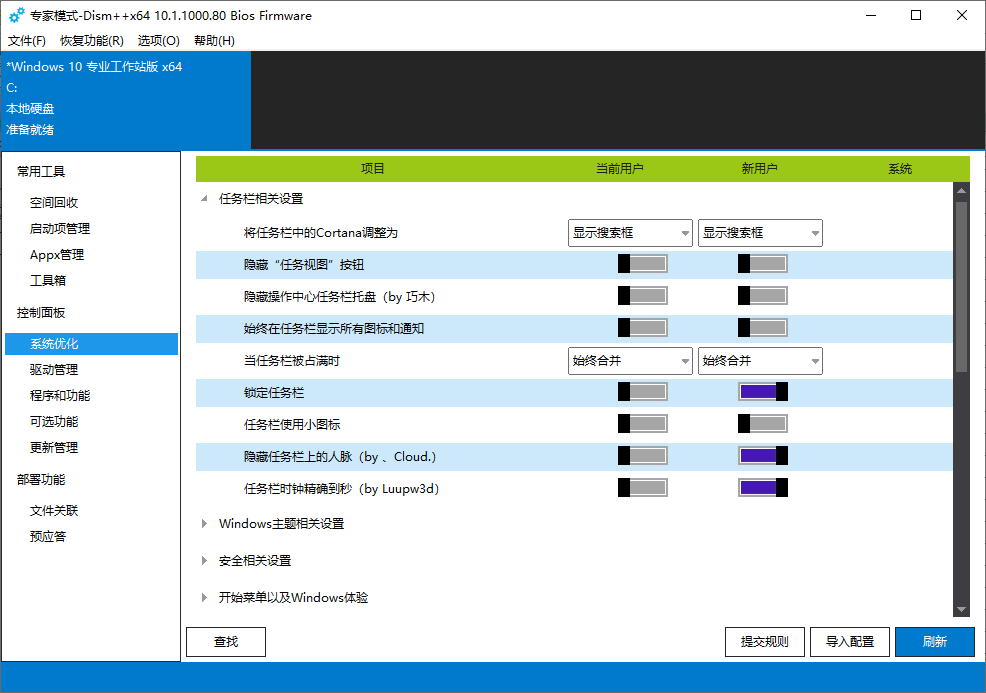 专家模式-Dism++x64 10.1.1000.80 Bios Firmware
文件(F) 恢复功能(R) 选项(O) 帮助(H)
*Windows 10 专业工作站版 x64
C:
本地硬盘
准备就绪
常用工具
空间回收
启动项管理
Appx管理
工具箱
控制面板
系统优化
驱动管理
程序和功能
可选功能
更新管理
部署功能
文件关联
预应答
项目 当前用户 新用户 系统
任务栏相关设置
将任务栏中的Cortana调整为 显示搜索框 显示搜索框
隐藏“任务视图”按钮
隐藏操作中心任务栏托盘（by 巧木）
始终在任务栏显示所有图标和通知
当任务栏被占满时 始终合并 始终合并
锁定任务栏
任务栏使用小图标
隐藏任务栏上的人脉（by 、Cloud.）
任务栏时钟精确到秒（by Luupw3d）
Windows主题相关设置
安全相关设置
开始菜单以及Windows体验
查找 提交规则 导入配置 刷新